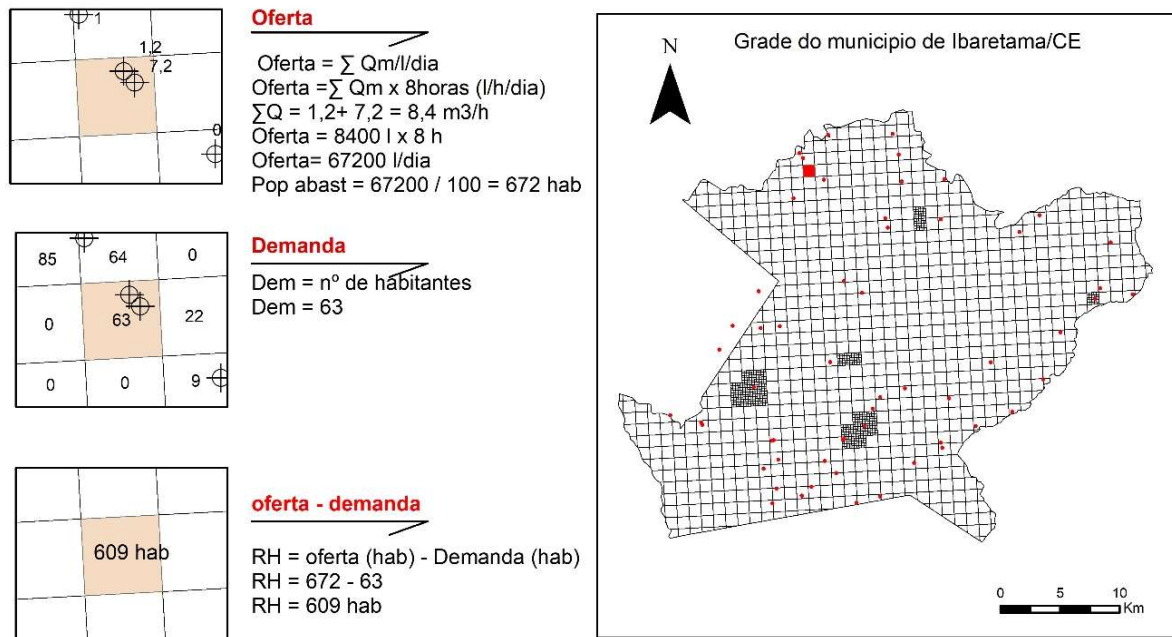 1
1,2
7,2
0
Oferta
Oferta = ∑ Qm/l/dia
Oferta =∑ Qm x 8horas (l/h/dia)
∑Q = 1,2+ 7,2 = 8,4 m3/h
Oferta = 8400 l x 8 h
Oferta= 67200 l/dia
Pop abast = 67200 / 100 = 672 hab
85 64 0
0 63 22
0 0 9
Demanda
Dem = nº de habitantes
Dem = 63
609 hab
oferta - demanda
RH = oferta (hab) - Demanda (hab)
RH = 672 - 63
RH = 609 hab
Grade do municipio de Ibaretama/CE
N
0 5 10
Km